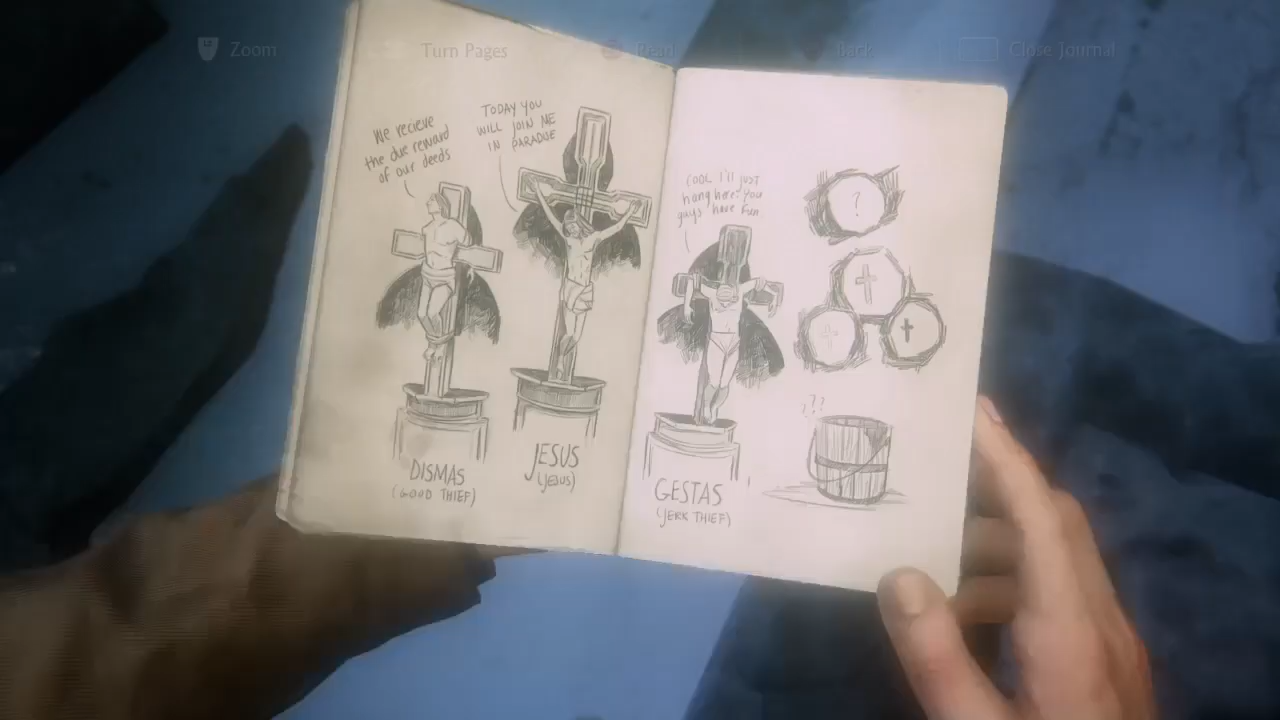 Zoom
Turn Pages
Read
Back
Close Journal
We recieve
the due reward
of our deeds
TODAY YOU
WILL JOIN ME
IN PARADISE
COOL I'll JUST
hang here. You
guys have fun
?
???
DISMAS
(GOOD THIEF)
JESUS
(JESUS)
GESTAS
(JERK THIEF)